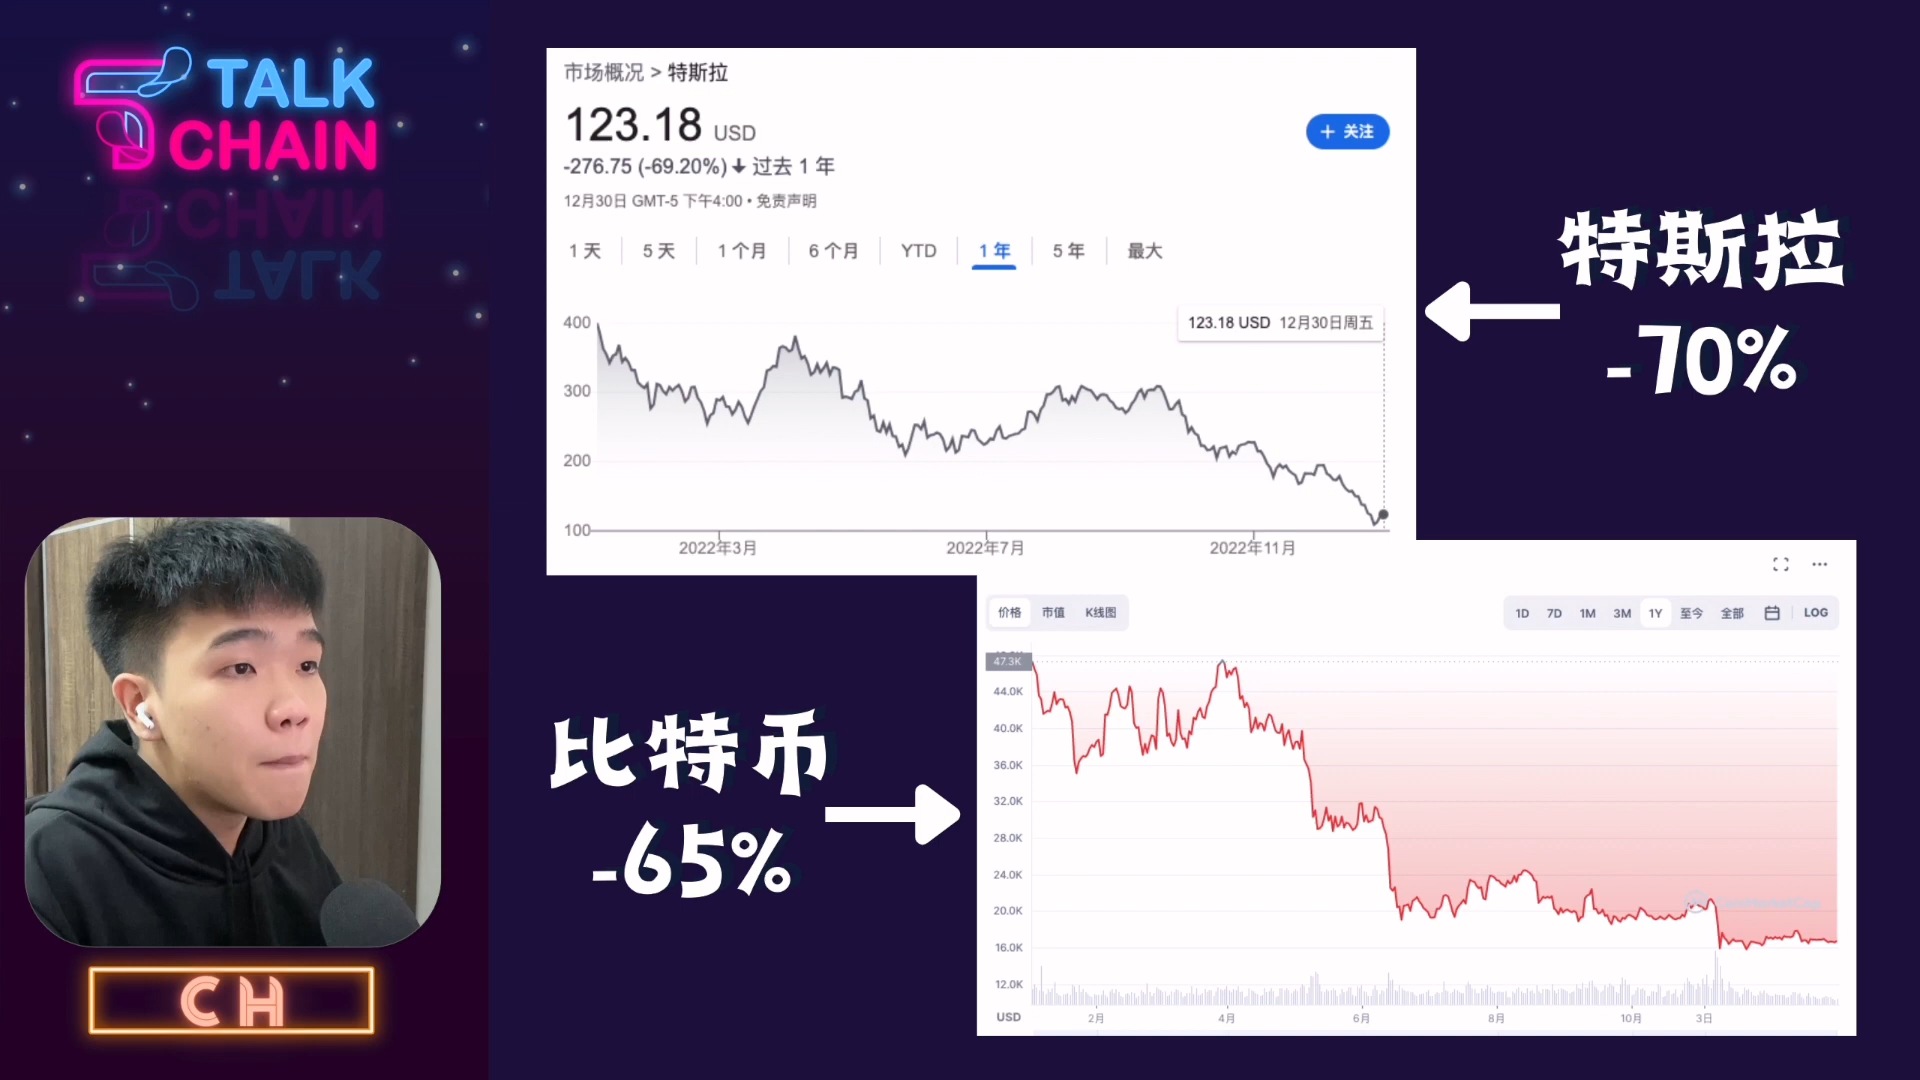 TALK
CHAIN
市场概况 > 特斯拉
123.18 USD
-276.75 (-69.20%) ↓ 过去 1 年
12月30日 GMT-5 下午4:00 • 免责声明
+ 关注
1 天 5 天 1 个月 6 个月 YTD 1 年 5 年 最大
123.18 USD 12月30日周五
400
300
200
100
2022年3月 2022年7月 2022年11月
特斯拉
-70%
比特币
-65%
价格 市值 K线图
1D 7D 1M 3M 1Y 至今 全部 LOG
47.3K
44.0K
40.0K
36.0K
32.0K
28.0K
24.0K
20.0K
16.0K
12.0K
USD 2月 4月 6月 8月 10月 3日
CH